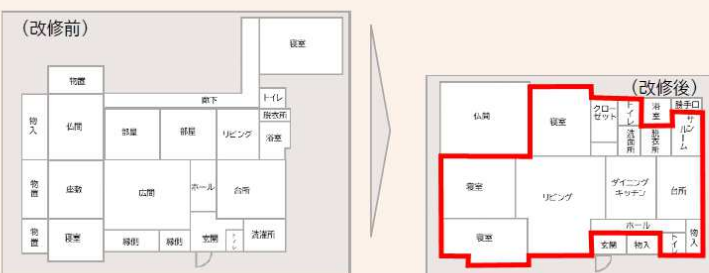 （改修前）
寝室
物置
廊下
トイレ
脱衣所
物入
仏間
部屋
部屋
リビング
浴室
物置
座敷
広間
ホール
台所
物置
寝室
縁側
縁側
玄関
トイレ
洗濯所
（改修後）
仏間
寝室
クローゼット
トイレ
浴室
勝手口
洗面所
脱衣所
サンルーム
寝室
リビング
ダイニング
キッチン
台所
寝室
ホール
玄関
物入
トイレ
物入